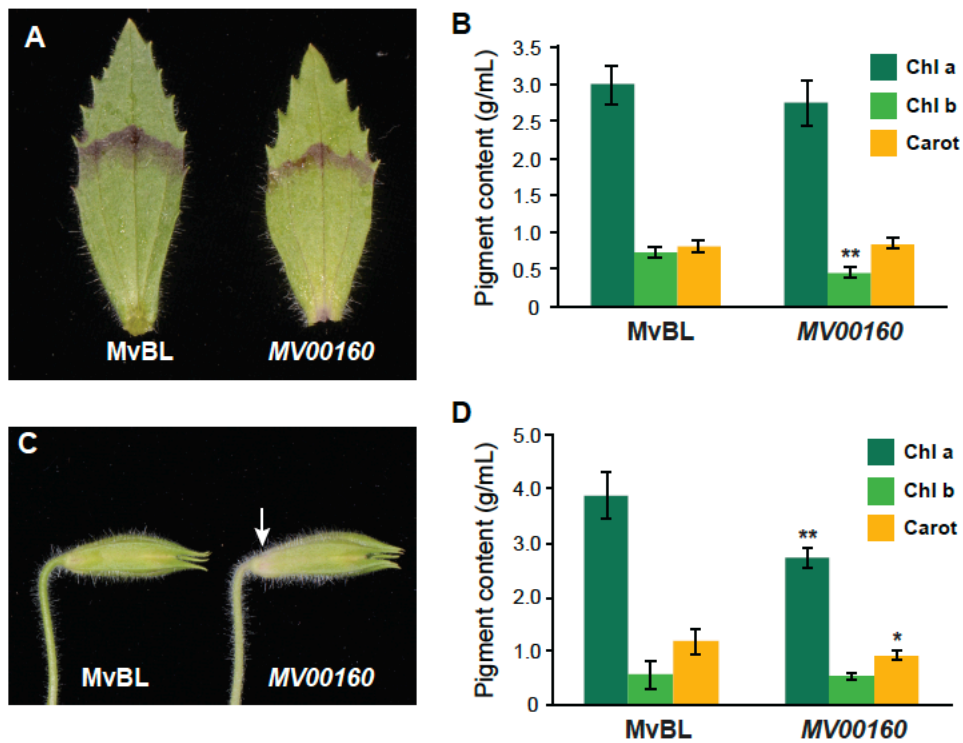 A
MvBL
MV00160
B
Pigment content (g/mL)
3.5
3.0
2.5
2.0
1.5
1.0
0.5
0
**
MvBL
MV00160
Chl a
Chl b
Carot
C
MvBL
MV00160
D
Pigment content (g/mL)
5.0
4.0
3.0
2.0
1.0
0
**
*
MvBL
MV00160
Chl a
Chl b
Carot